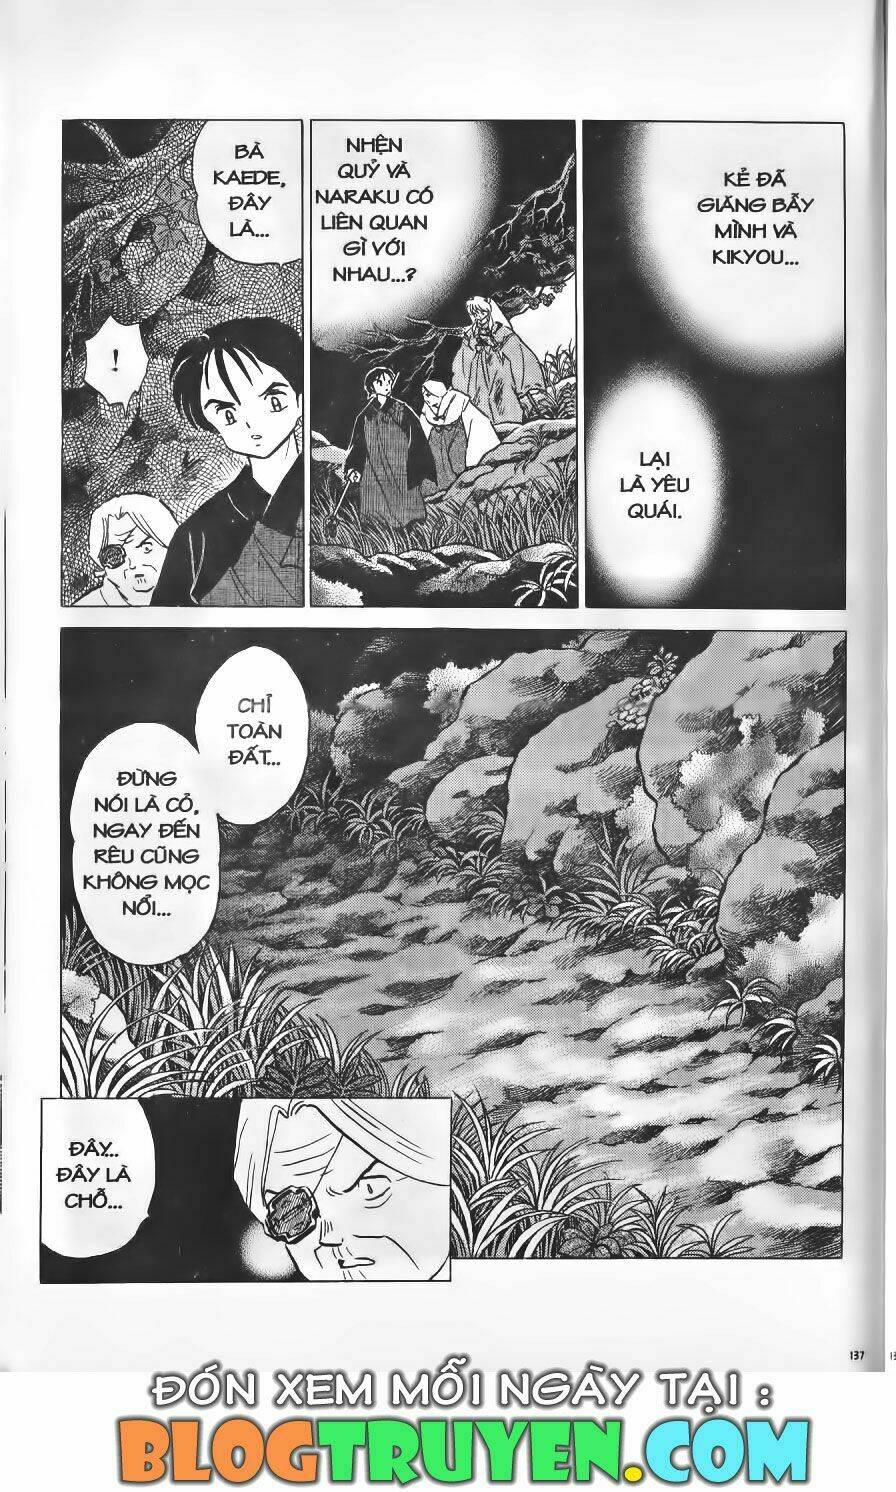 KẺ ĐÃ
GIĂNG BẪY
MÌNH VÀ
KIKYOU...
LẠI
LÀ YÊU
QUÁI.
NHỆN
QUỶ VÀ
NARAKU CÓ
LIÊN QUAN
GÌ VỚI
NHAU...?
BÀ
KAEDE,
ĐÂY
LÀ...
!
CHỈ
TOÀN
ĐẤT...
ĐỪNG
NÓI LÀ CỎ,
NGAY ĐẾN
RÊU CŨNG
KHÔNG MỌC
NỔI...
ĐÂY...
ĐÂY LÀ
CHỖ...
137
ĐÓN XEM MỖI NGÀY TẠI :
BLOGTRUYEN.COM